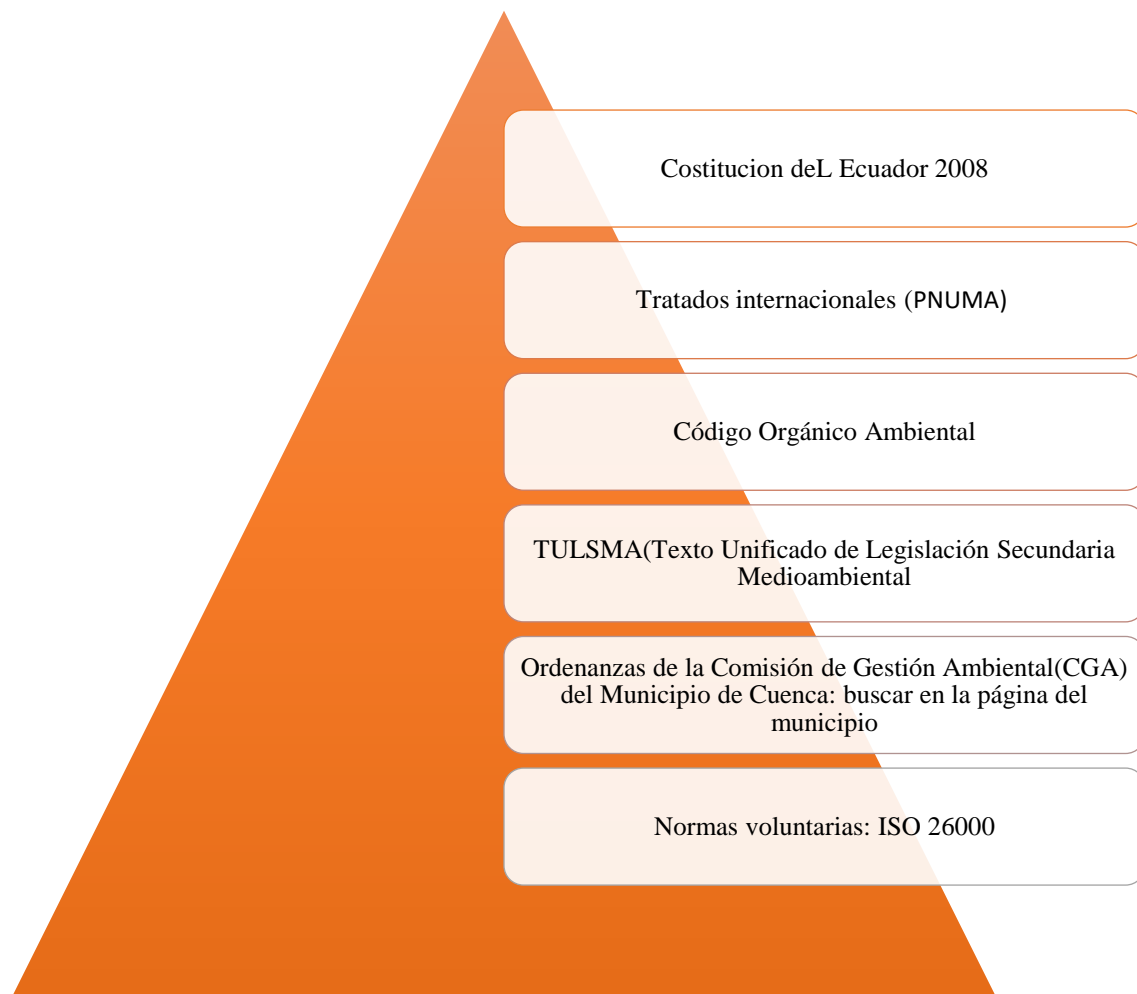 Costitucion deL Ecuador 2008
Tratados internacionales (PNUMA)
Código Orgánico Ambiental
TULSMA(Texto Unificado de Legislación Secundaria
Medioambiental
Ordenanzas de la Comisión de Gestión Ambiental(CGA)
del Municipio de Cuenca: buscar en la página del
municipio
Normas voluntarias: ISO 26000